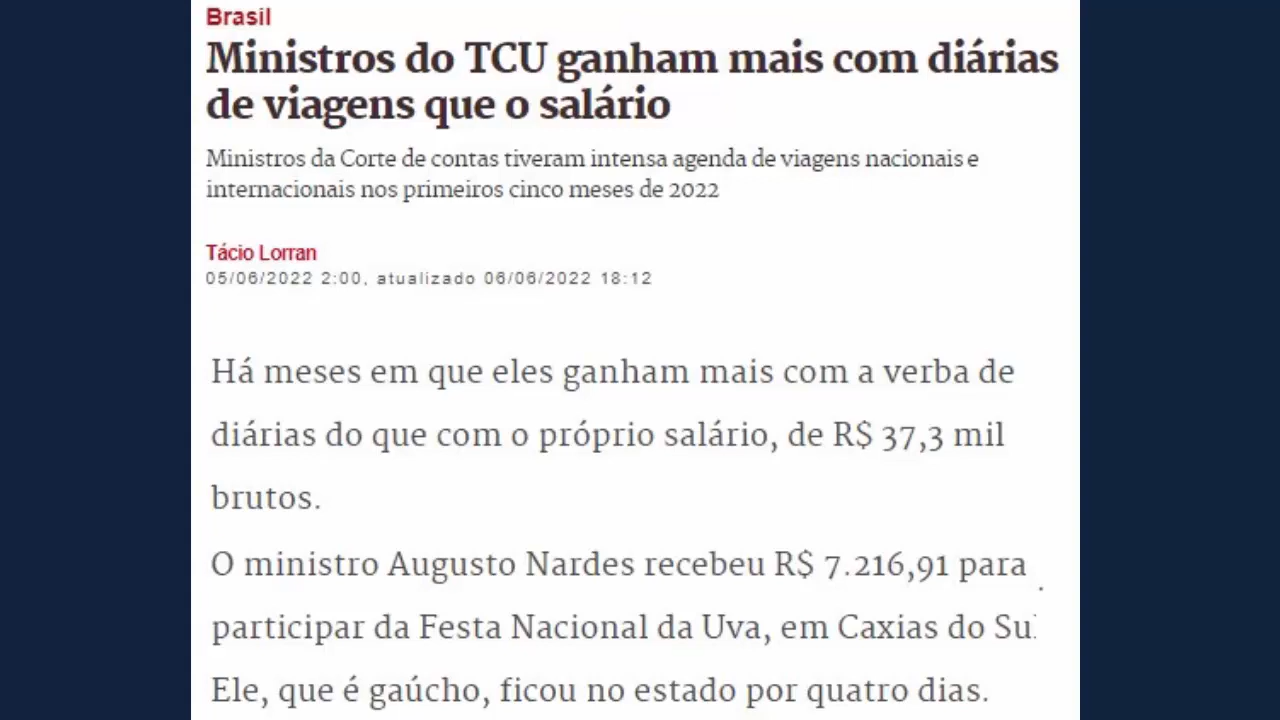 Brasil
Ministros do TCU ganham mais com diárias
de viagens que o salário
Ministros da Corte de contas tiveram intensa agenda de viagens nacionais e
internacionais nos primeiros cinco meses de 2022
Tácio Lorran
05/06/2022 2:00, atualizado 06/06/2022 18:12
Há meses em que eles ganham mais com a verba de
diárias do que com o próprio salário, de R$ 37,3 mil
brutos.
O ministro Augusto Nardes recebeu R$ 7.216,91 para
participar da Festa Nacional da Uva, em Caxias do Sul
Ele, que é gaúcho, ficou no estado por quatro dias.